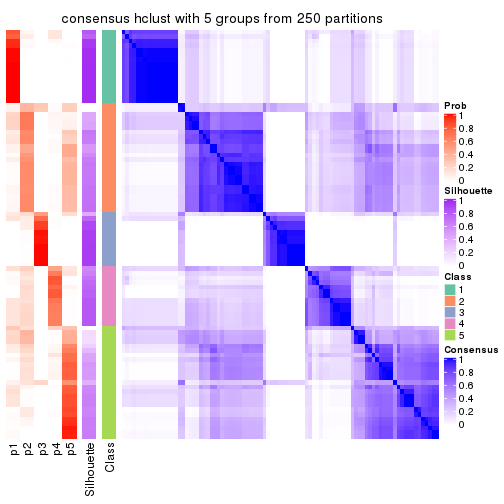 consensus hclust with 5 groups from 250 partitions
Prob
1
0.8
0.6
0.4
0.2
0
Silhouette
1
0.8
0.6
0.4
0.2
0
Class
1
2
3
4
5
Consensus
1
0.8
0.6
0.4
0.2
0
p1
p2
p3
p4
p5
Silhouette
Class